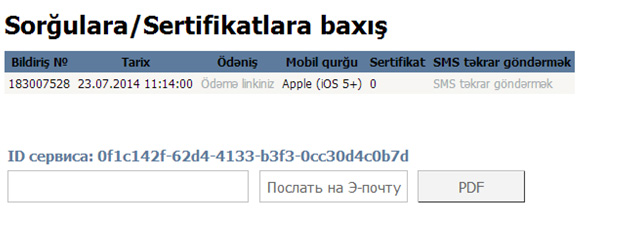 Sorğulara/Sertifikatlara baxış
Bildiriş № Tarix Ödəniş Mobil qurğu Sertifikat SMS təkrar göndərmək
183007528 23.07.2014 11:14:00 Ödəmə linkiniz Apple (iOS 5+) 0 SMS təkrar göndərmək
ID сервиса: 0f1c142f-62d4-4133-b3f3-0cc30d4c0b7d
Послать на Э-почту PDF